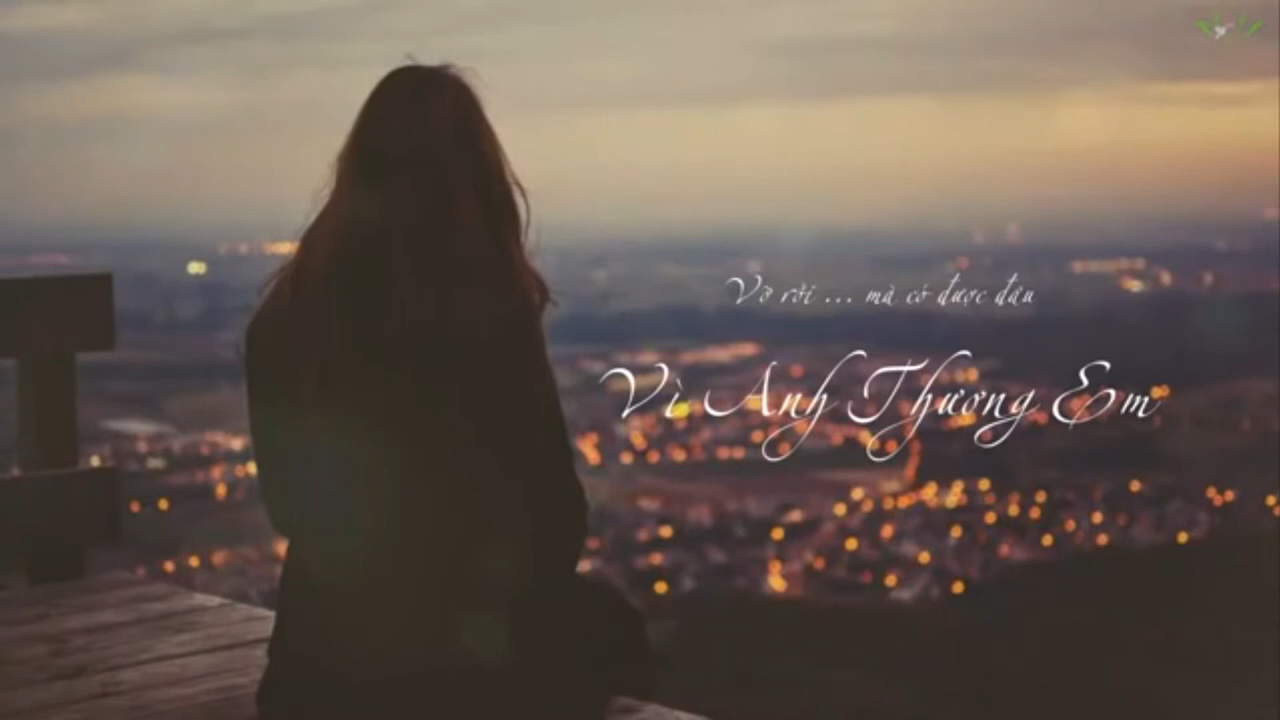 Vỡ rồi ... mà có được đâu
Vì Anh Thương Em